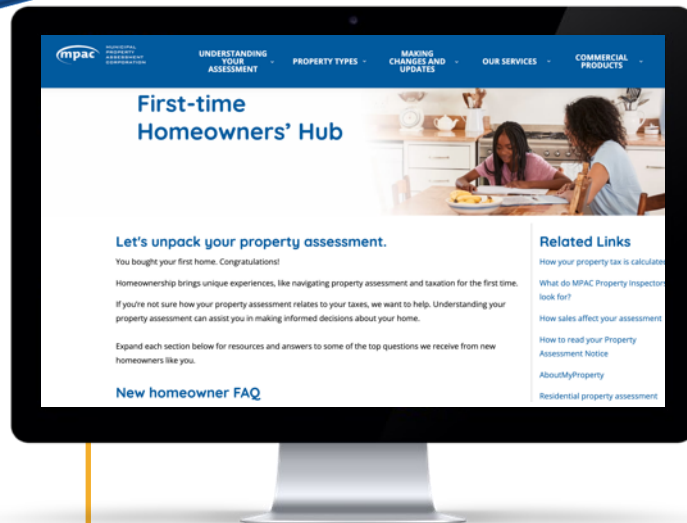 mpac MUNICIPAL PROPERTY ASSESSMENT CORPORATION
UNDERSTANDING YOUR ASSESSMENT
PROPERTY TYPES
MAKING CHANGES AND UPDATES
OUR SERVICES
COMMERCIAL PRODUCTS
First-time
Homeowners' Hub
Let's unpack your property assessment.
You bought your first home. Congratulations!
Homeownership brings unique experiences, like navigating property assessment and taxation for the first time.
If you're not sure how your property assessment relates to your taxes, we want to help. Understanding your
property assessment can assist you in making informed decisions about your home.
Expand each section below for resources and answers to some of the top questions we receive from new
homeowners like you.
New homeowner FAQ
Related Links
How your property tax is calculated
What do MPAC Property Inspectors
look for?
How sales affect your assessment
How to read your Property
Assessment Notice
AboutMyProperty
Residential property assessment